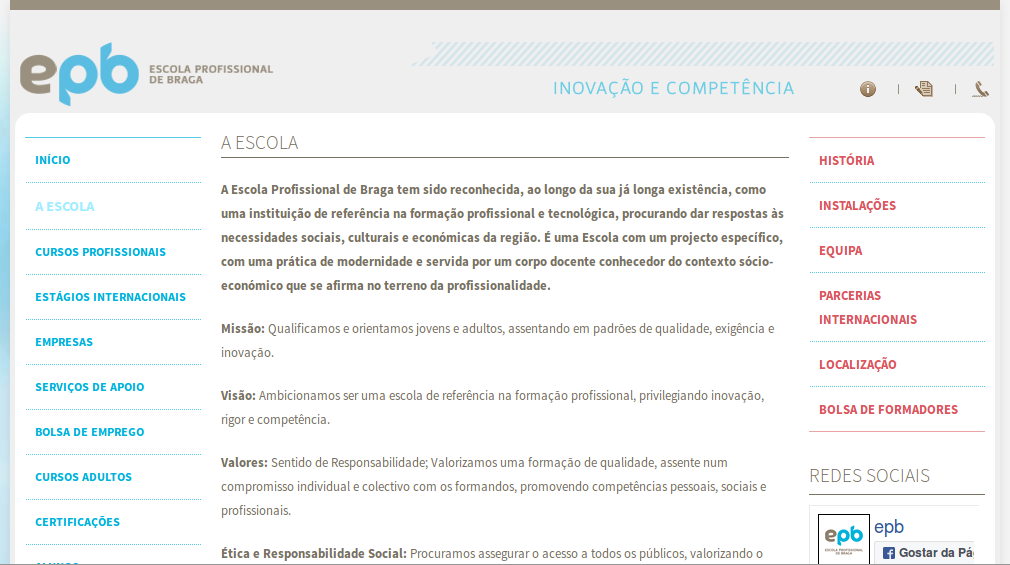 epb ESCOLA PROFISSIONAL
DE BRAGA
INOVAÇÃO E COMPETÊNCIA
INÍCIO
A ESCOLA
CURSOS PROFISSIONAIS
ESTÁGIOS INTERNACIONAIS
EMPRESAS
SERVIÇOS DE APOIO
BOLSA DE EMPREGO
CURSOS ADULTOS
CERTIFICAÇÕES
A ESCOLA
A Escola Profissional de Braga tem sido reconhecida, ao longo da sua já longa existência, como
uma instituição de referência na formação profissional e tecnológica, procurando dar respostas às
necessidades sociais, culturais e económicas da região. É uma Escola com um projecto específico,
com uma prática de modernidade e servida por um corpo docente conhecedor do contexto sócio-
económico que se afirma no terreno da profissionalidade.
Missão: Qualificamos e orientamos jovens e adultos, assentando em padrões de qualidade, exigência e
inovação.
Visão: Ambicionamos ser uma escola de referência na formação profissional, privilegiando inovação,
rigor e competência.
Valores: Sentido de Responsabilidade; Valorizamos uma formação de qualidade, assente num
compromisso individual e colectivo com os formandos, promovendo competências pessoais, sociais e
profissionais.
Ética e Responsabilidade Social: Procuramos assegurar o acesso a todos os públicos, valorizando o
HISTÓRIA
INSTALAÇÕES
EQUIPA
PARCERIAS
INTERNACIONAIS
LOCALIZAÇÃO
BOLSA DE FORMADORES
REDES SOCIAIS
epb
ESCOLA PROFISSIONAL
DE BRAGA
epb
Gostar da Pá